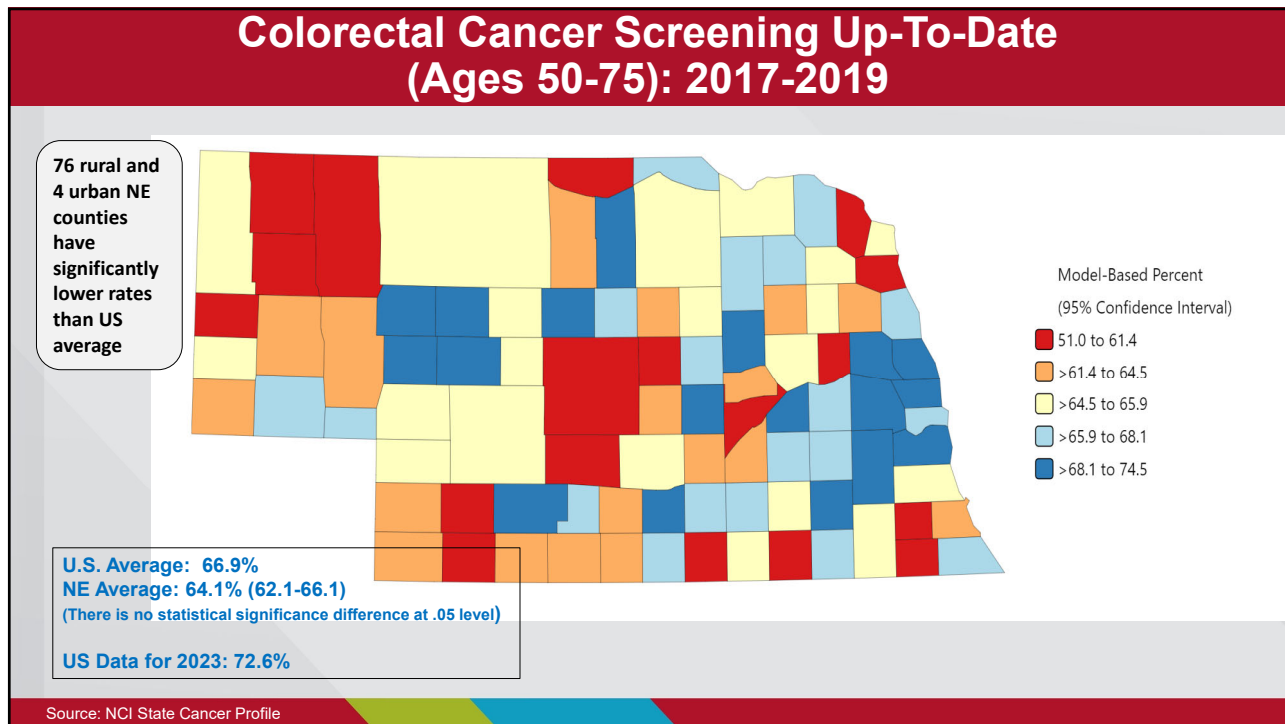 Colorectal Cancer Screening Up-To-Date
(Ages 50-75): 2017-2019
76 rural and
4 urban NE
counties
have
significantly
lower rates
than US
average
Model-Based Percent
(95% Confidence Interval)
51.0 to 61.4
>61.4 to 64.5
>64.5 to 65.9
>65.9 to 68.1
>68.1 to 74.5
U.S. Average: 66.9%
NE Average: 64.1% (62.1-66.1)
(There is no statistical significance difference at .05 level)
US Data for 2023: 72.6%
Source: NCI State Cancer Profile